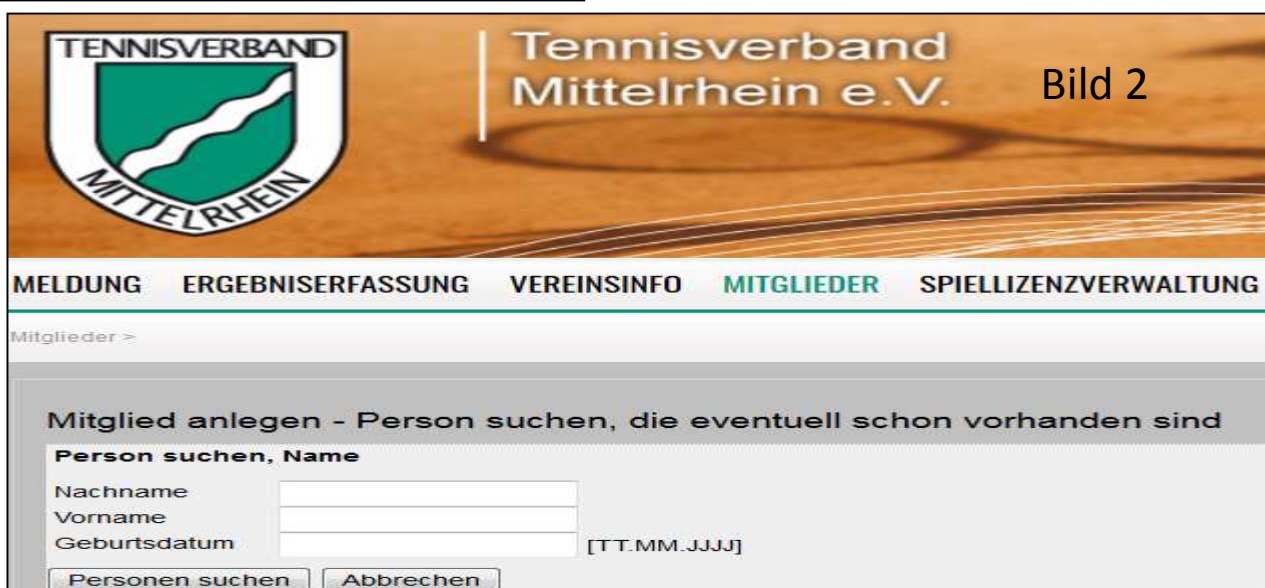 TENNISVERBAND
MITTELRHEIN
Tennisverband
Mittelrhein e.V.
Bild 2
MELDUNG ERGEBNISERFASSUNG VEREINSINFO MITGLIEDER SPIELLIZENZVERWALTUNG
Mitglieder >
Mitglied anlegen - Person suchen, die eventuell schon vorhanden sind
Person suchen, Name
Nachname
Vorname
Geburtsdatum [TT.MM.JJJJ]
Personen suchen Abbrechen